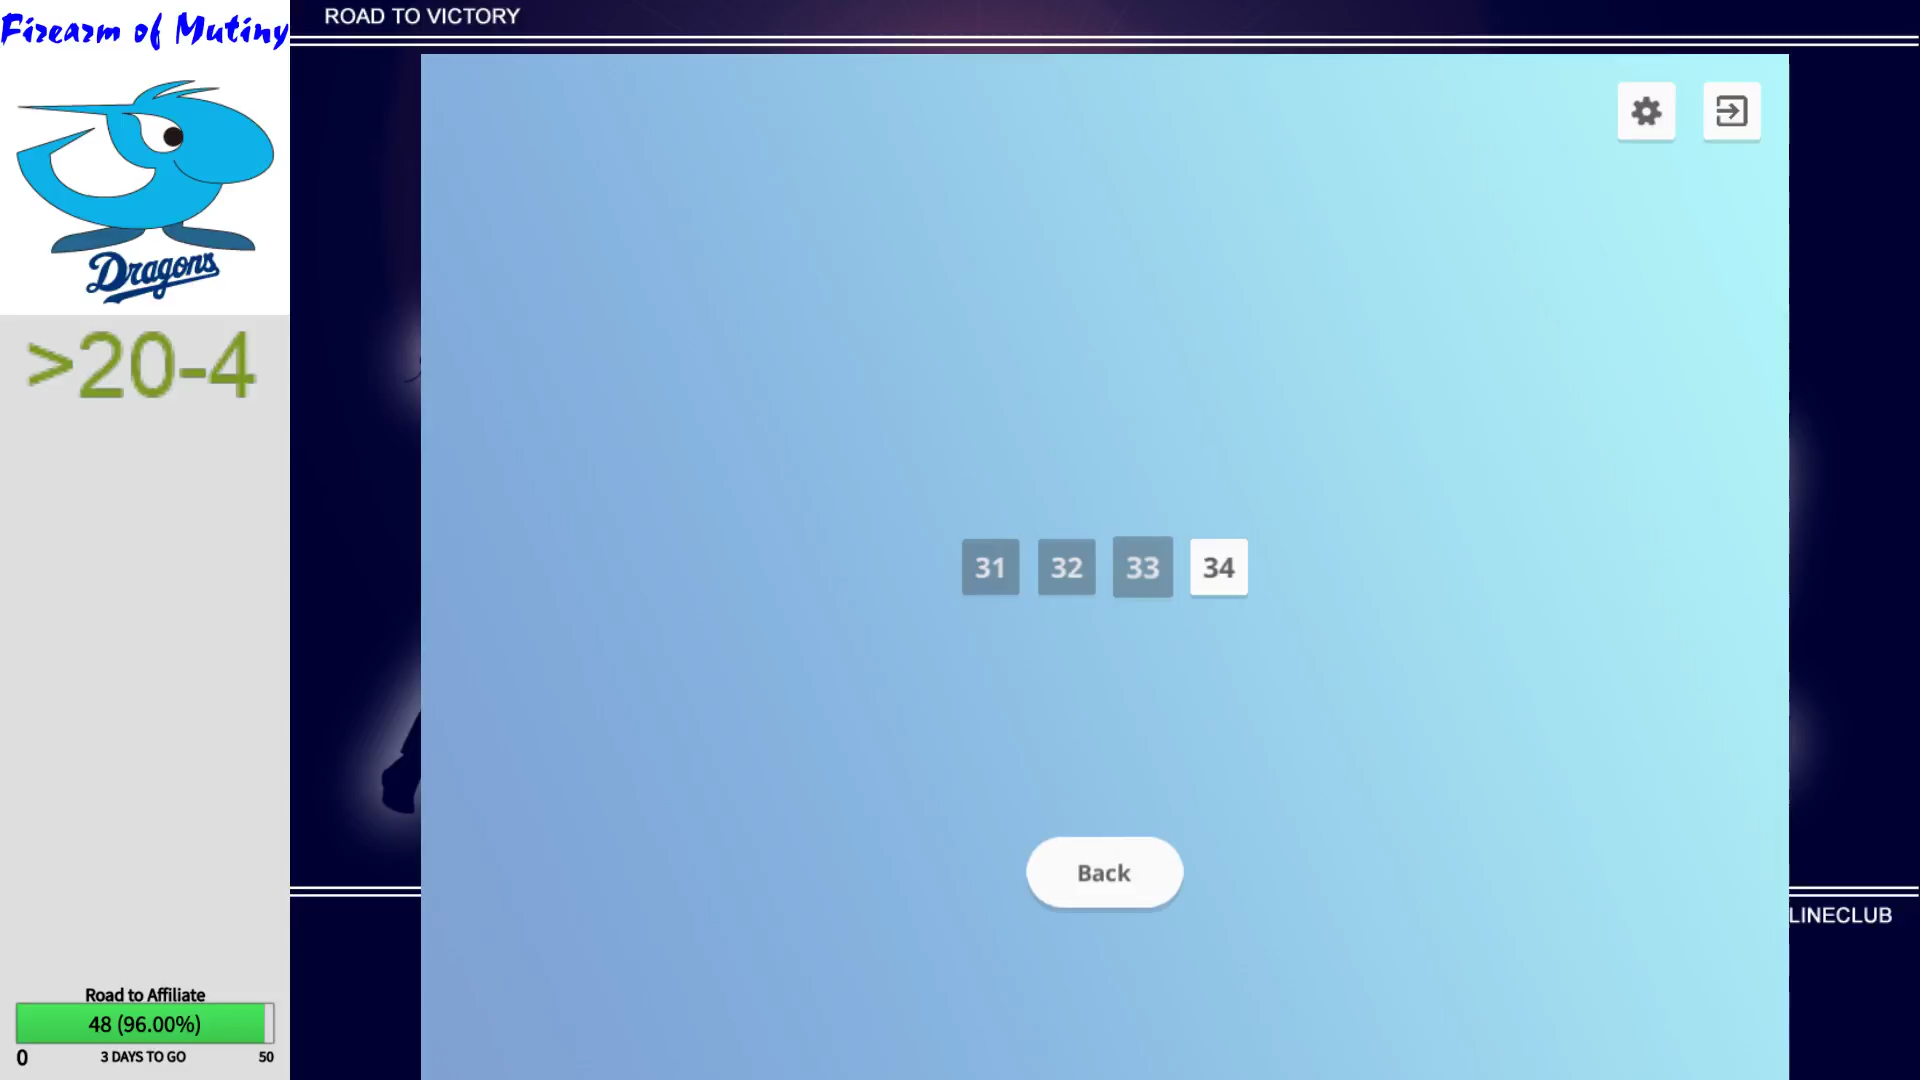 Firearm of Mutiny
Dragons
>20-4
Road to Affiliate
48 (96.00%)
0 3 DAYS TO GO 50
ROAD TO VICTORY
31 32 33 34
Back
LINECLUB